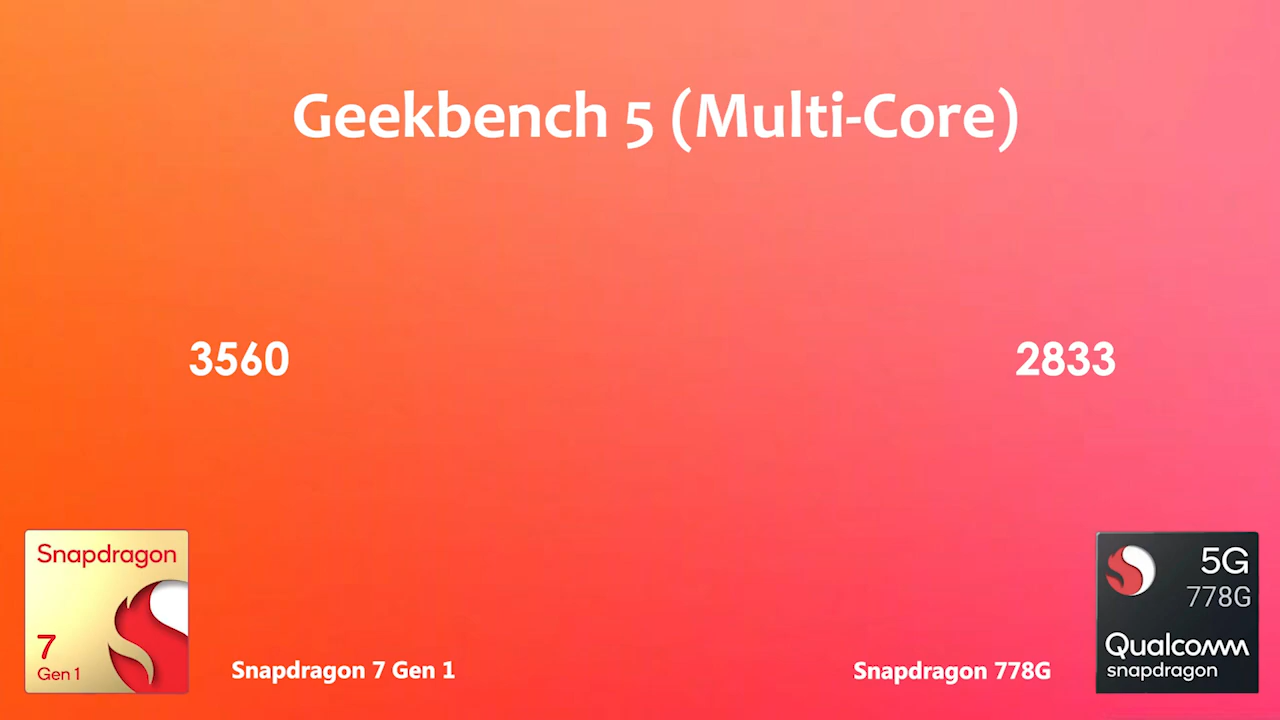 Geekbench 5 (Multi-Core)
3560
2833
Snapdragon
7
Gen 1
Snapdragon 7 Gen 1
Snapdragon 778G
5G
778G
Qualcomm
snapdragon